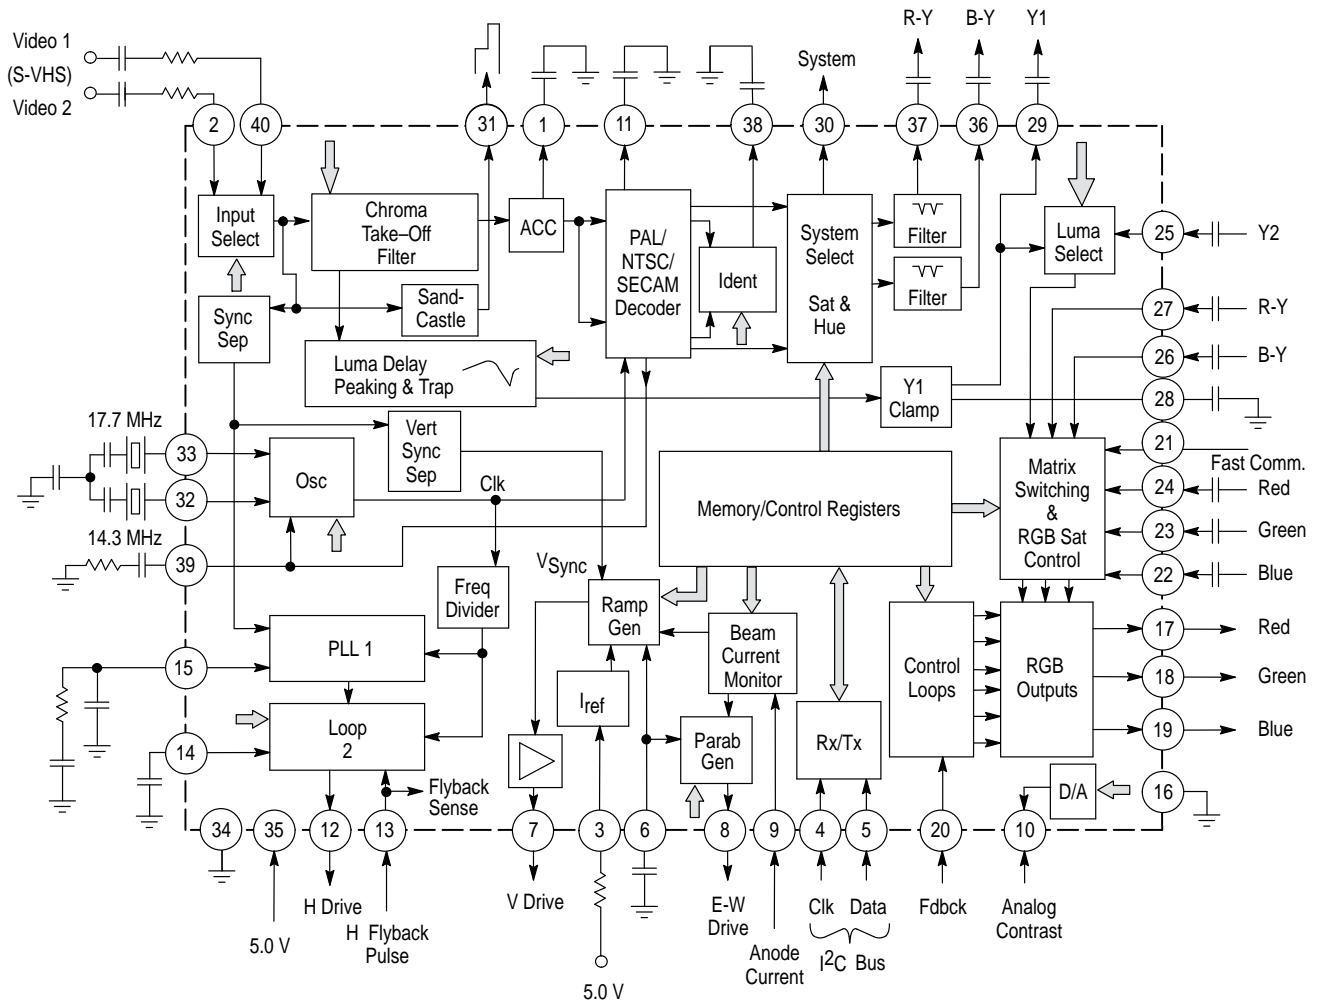 R-Y
B-Y
Y1
Video 1
(S-VHS)
Video 2
System
2
40
31
1
11
38
30
37
36
29
Input
Select
Chroma
Take–Off
Filter
ACC
PAL/
NTSC/
SECAM
Decoder
System
Select
Sat &
Hue
Filter
Filter
Luma
Select
25
Y2
Ident
Sync
Sep
Sand-
Castle
27
R-Y
26
B-Y
Luma Delay
Peaking & Trap
Y1
Clamp
28
17.7 MHz
33
32
14.3 MHz
39
Osc
Vert
Sync
Sep
Clk
Memory/Control Registers
Matrix
Switching
&
RGB Sat
Control
21
Fast Comm.
24
Red
23
Green
22
Blue
VSync
Freq
Divider
Ramp
Gen
Beam
Current
Monitor
Control
Loops
RGB
Outputs
17
Red
18
Green
19
Blue
15
PLL 1
Iref
14
Loop
2
Parab
Gen
Rx/Tx
D/A
16
Flyback
Sense
34
35
12
13
7
3
6
8
9
4
5
20
10
5.0 V
H Drive
H Flyback
Pulse
V Drive
5.0 V
E-W
Drive
Anode
Current
Clk
Data
I2C Bus
Fdbck
Analog
Contrast